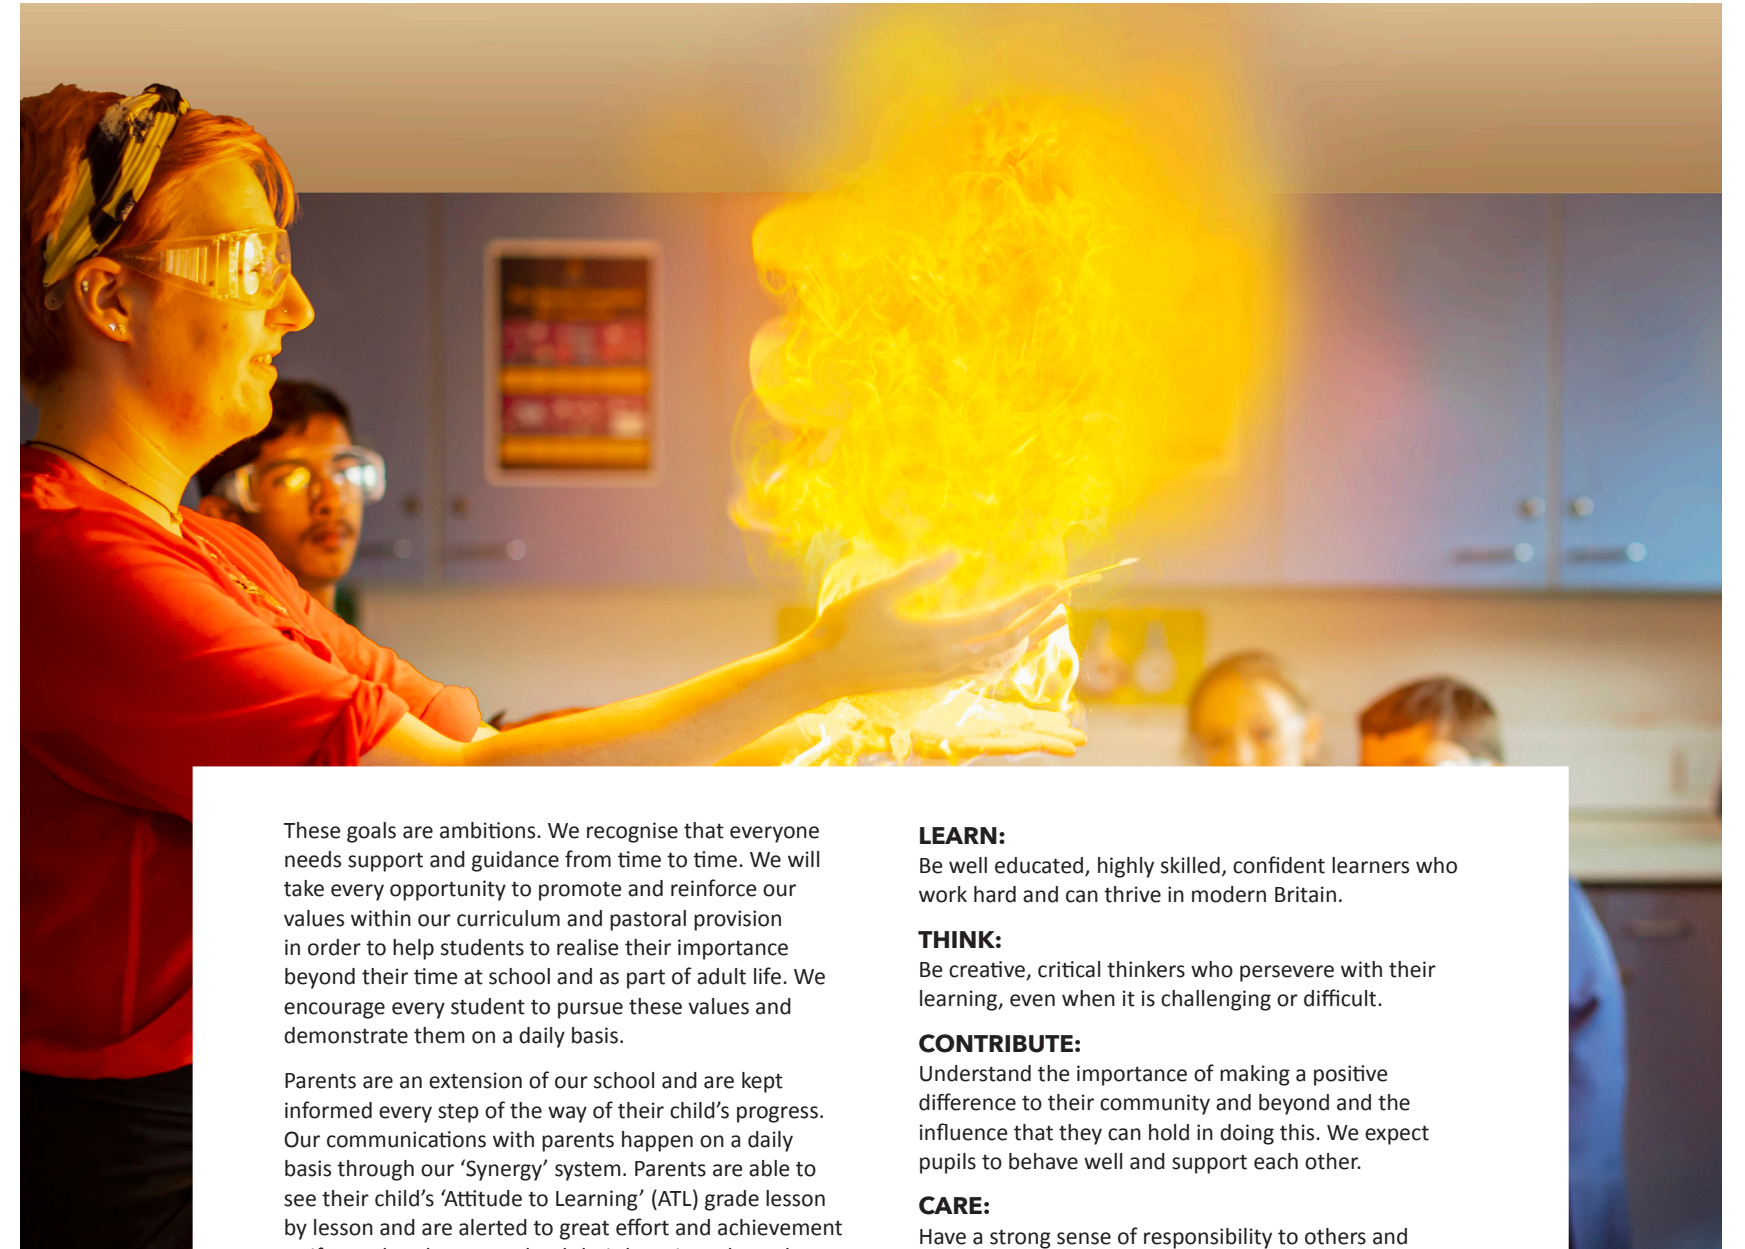 These goals are ambitions. We recognise that everyone
needs support and guidance from time to time. We will
take every opportunity to promote and reinforce our
values within our curriculum and pastoral provision
in order to help students to realise their importance
beyond their time at school and as part of adult life. We
encourage every student to pursue these values and
demonstrate them on a daily basis.
Parents are an extension of our school and are kept
informed every step of the way of their child’s progress.
Our communications with parents happen on a daily
basis through our ‘Synergy’ system. Parents are able to
see their child’s ‘Attitude to Learning’ (ATL) grade lesson
by lesson and are alerted to great effort and achievement
LEARN:
Be well educated, highly skilled, confident learners who
work hard and can thrive in modern Britain.
THINK:
Be creative, critical thinkers who persevere with their
learning, even when it is challenging or difficult.
CONTRIBUTE:
Understand the importance of making a positive
difference to their community and beyond and the
influence that they can hold in doing this. We expect
pupils to behave well and support each other.
CARE:
Have a strong sense of responsibility to others and